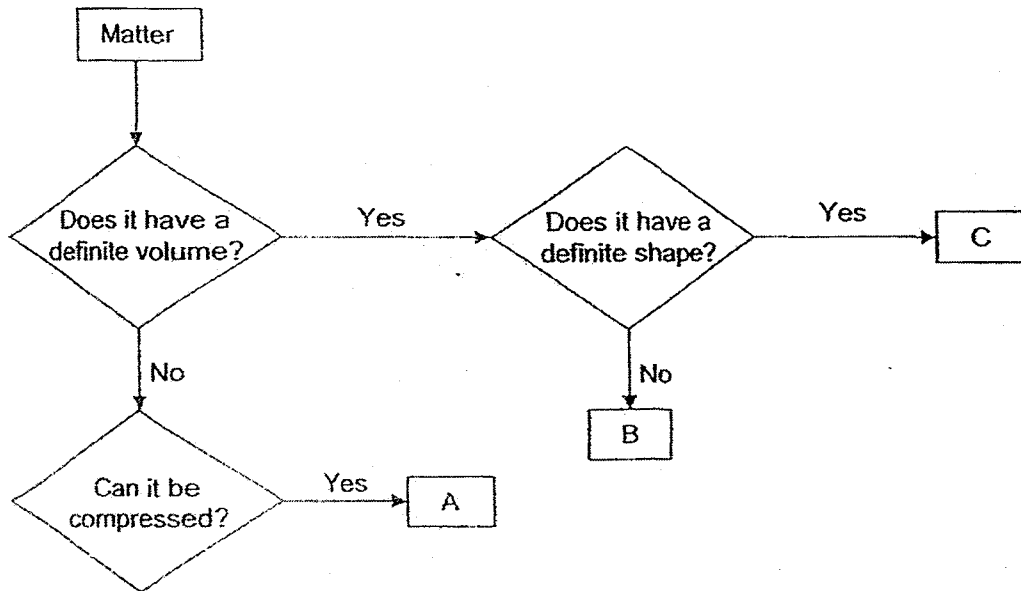 Matter
Does it have a
definite volume?
Yes
Does it have a
definite shape?
Yes
C
No
No
B
Can it be
compressed?
Yes
A